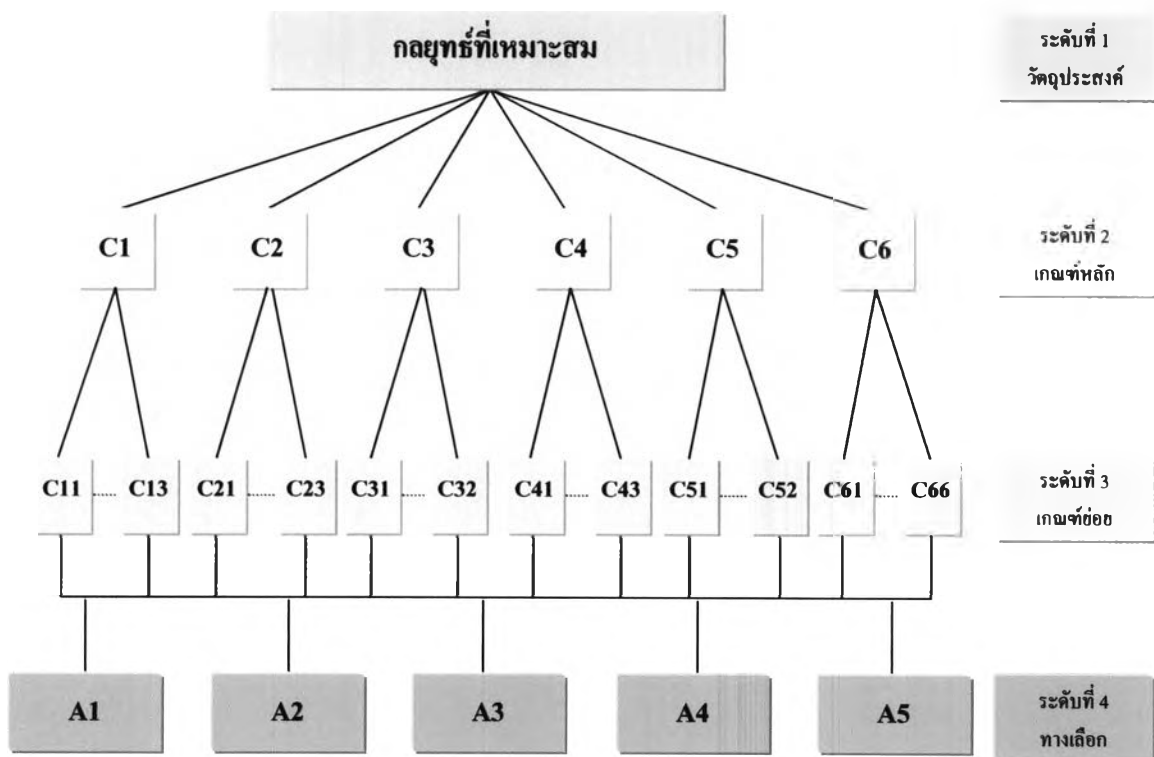 กลยุทธ์ที่เหมาะสม
ระดับที่ 1
วัตถุประสงค์
C1 C2 C3 C4 C5 C6
ระดับที่ 2
เกณฑ์หลัก
C11 ...... C13 C21 ...... C23 C31 ...... C32 C41 ...... C43 C51 ....... C52 C61 ...... C66
ระดับที่ 3
เกณฑ์ย่อย
A1 A2 A3 A4 A5
ระดับที่ 4
ทางเลือก